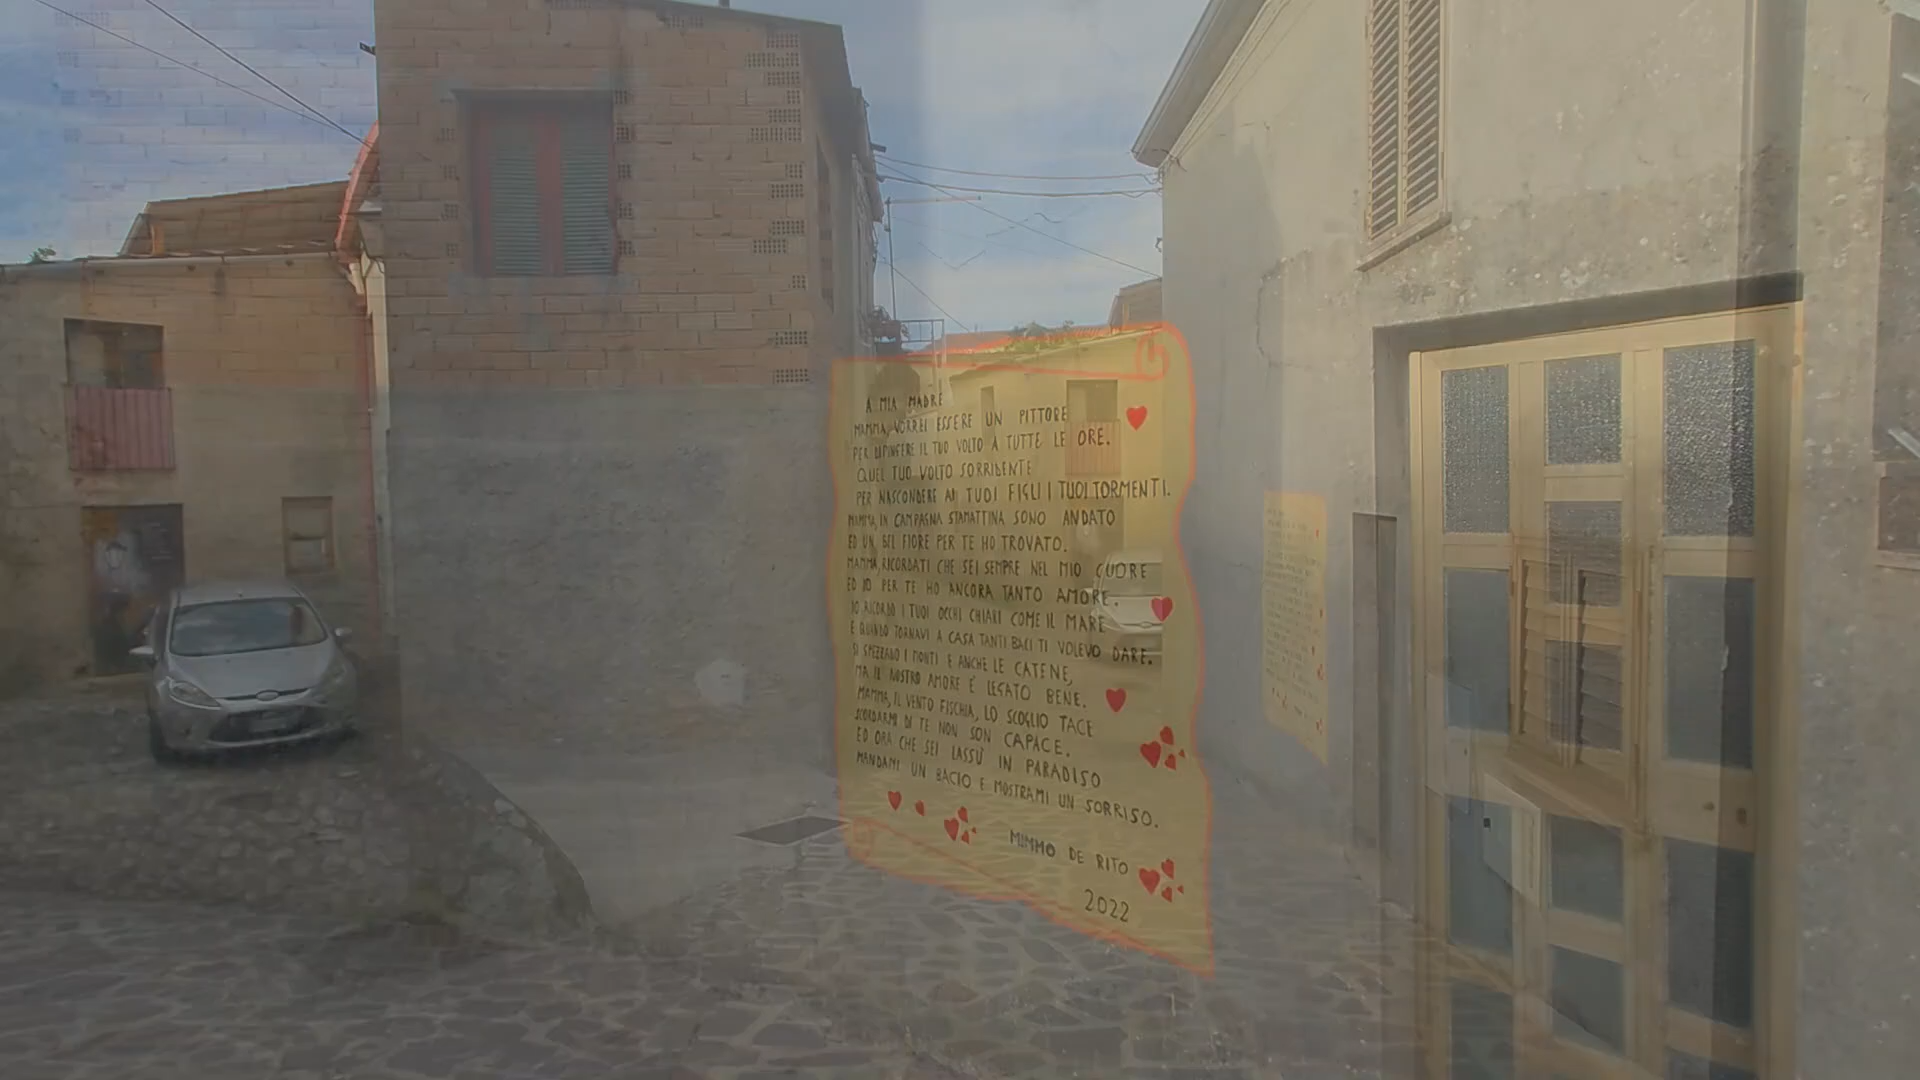 A MIA MADRE
MAMMA, VORREI ESSERE UN PITTORE
PER DIPINGERE IL TUO VOLTO A TUTTE LE ORE.
QUEL TUO VOLTO SORRIDENTE
PER NASCONDERE AI TUOI FIGLI I TUOI TORMENTI.
MAMMA, IN CAMPAGNA STAMATTINA SONO ANDATO
ED UN BEL FIORE PER TE HO TROVATO.
MAMMA, RICORDATI CHE SEI SEMPRE NEL MIO CUORE
ED IO PER TE HO ANCORA TANTO AMORE.
IO RICORDO I TUOI OCCHI CHIARI COME IL MARE
E QUANDO TORNAVI A CASA TANTI BACI TI VOLEVO DARE.
SI SPEZZANO I MONTI E ANCHE LE CATENE,
MA IL NOSTRO AMORE E' LEGATO BENE.
MAMMA, IL VENTO FISCHIA, LO SCOGLIO TACE
SCORDARMI DI TE NON SON CAPACE.
ED ORA CHE SEI LASSU' IN PARADISO
MANDAMI UN BACIO E MOSTRAMI UN SORRISO.
MIMMO DE RITO
2022